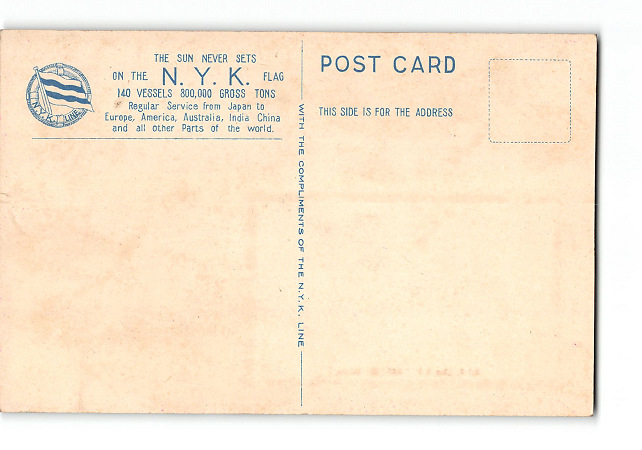 THE SUN NEVER SETS
ON THE N. Y. K. FLAG
140 VESSELS 800,000 GROSS TONS
Regular Service from Japan to
Europe, America, Australia, India China
and all other Parts of the world.
N.Y.K. LINE
WITH THE COMPLIMENTS OF THE N.Y.K. LINE
POST CARD
THIS SIDE IS FOR THE ADDRESS